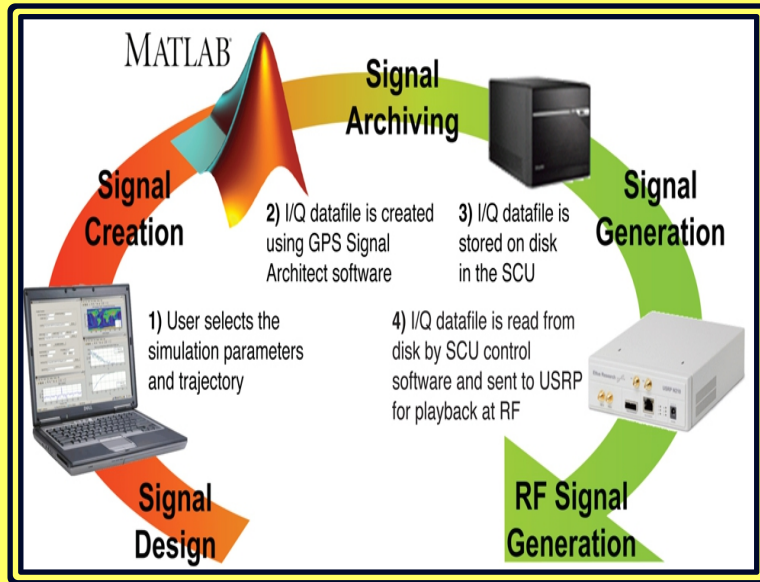 MATLAB®
Signal
Archiving
Signal
Creation
Signal
Generation
2) I/Q datafile is created
using GPS Signal
Architect software
3) I/Q datafile is
stored on disk
in the SCU
1) User selects the
simulation parameters
and trajectory
4) I/Q datafile is read from
disk by SCU control
software and sent to USRP
for playback at RF
Signal
Design
RF Signal
Generation